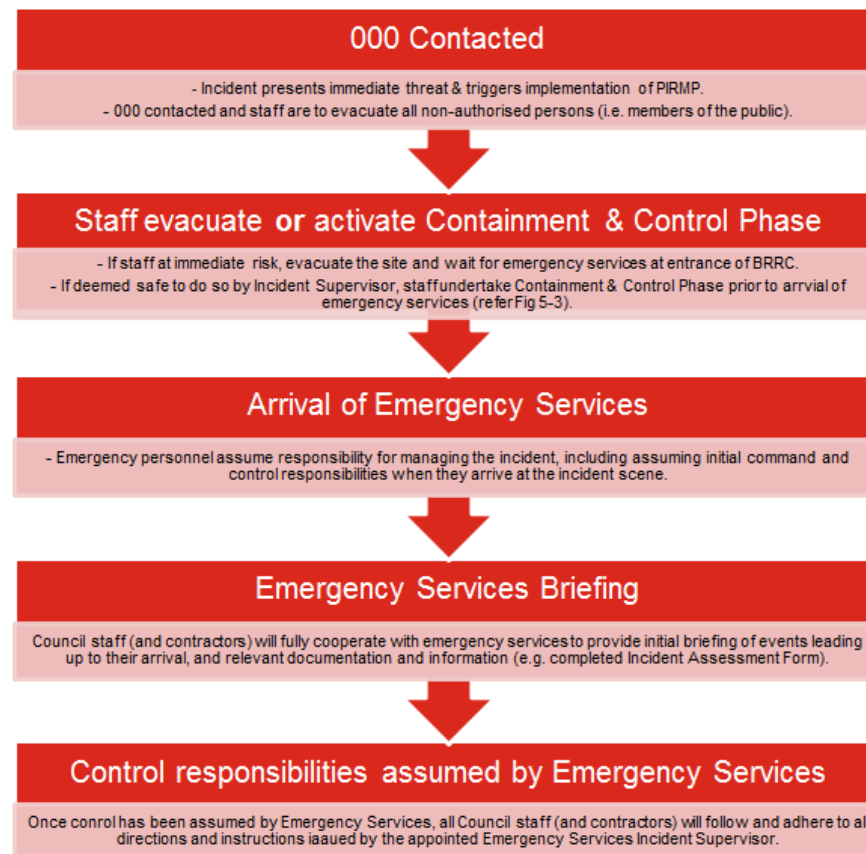 000 Contacted
- Incident presents immediate threat & triggers implementation of PIRMP.
- 000 contacted and staff are to evacuate all non-authorised persons (i.e. members of the public).
Staff evacuate or activate Containment & Control Phase
- If staff at immediate risk, evacuate the site and wait for emergency services at entrance of BRRC.
- If deemed safe to do so by Incident Supervisor, staff undertake Containment & Control Phase prior to arrvial of
emergency services (refer Fig 5-3).
Arrival of Emergency Services
- Emergency personnel assume responsibility for managing the incident, including assuming initial command and
control responsibilities when they arrive at the incident scene.
Emergency Services Briefing
Council staff (and contractors) will fully cooperate with emergency services to provide initial briefing of events leading
up to their arrival, and relevant documentation and information (e.g. completed Incident Assessment Form).
Control responsibilities assumed by Emergency Services
Once conrol has been assumed by Emergency Services, all Council staff (and contractors) will follow and adhere to al
directions and instructions iaaued by the appointed Emergency Services Incident Supervisor.